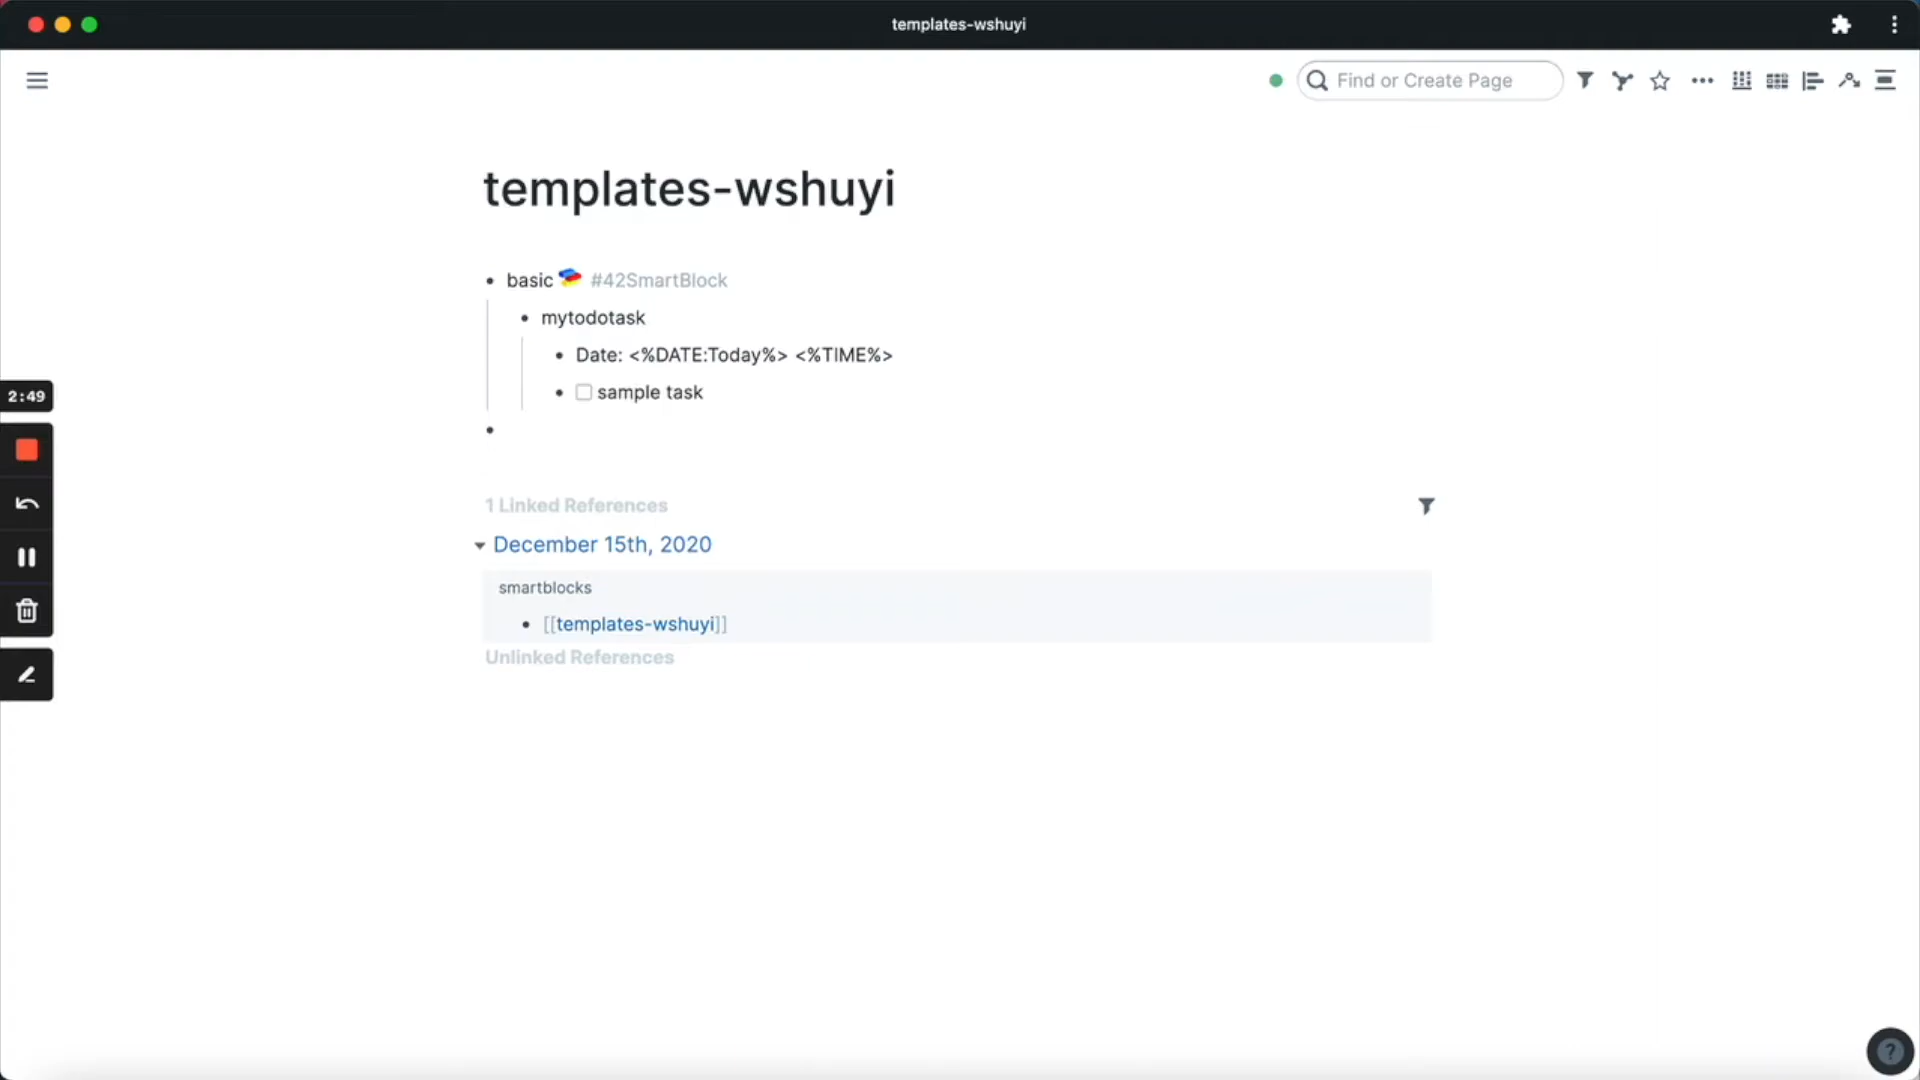 templates-wshuyi
Find or Create Page
templates-wshuyi
basic #42SmartBlock
mytodotask
Date: <%DATE:Today%> <%TIME%>
sample task
2:49
1 Linked References
December 15th, 2020
smartblocks
[[templates-wshuyi]]
Unlinked References
?